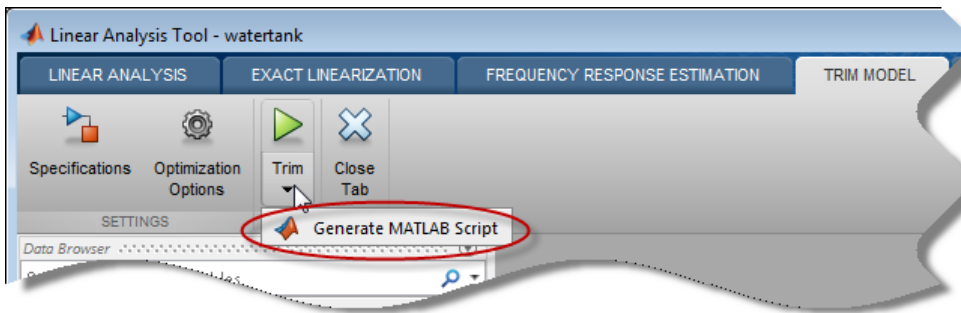 Linear Analysis Tool - watertank
LINEAR ANALYSIS EXACT LINEARIZATION FREQUENCY RESPONSE ESTIMATION TRIM MODEL
Specifications Optimization Options Trim Close Tab
SETTINGS
Generate MATLAB Script
Data Browser